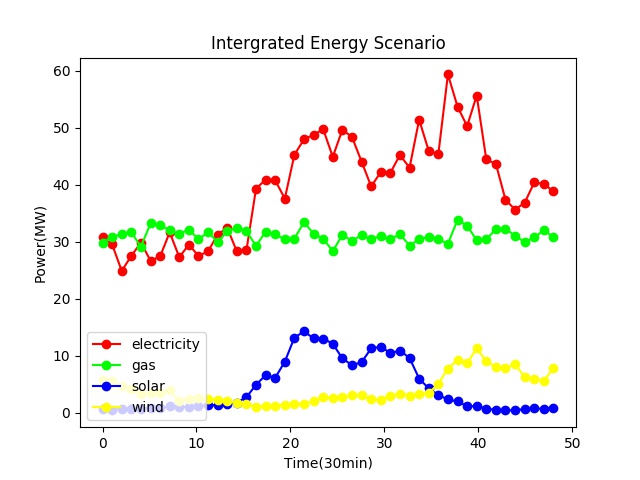 Intergrated Energy Scenario
Power(MW)
60
50
40
30
20
10
0
electricity
gas
solar
wind
0 10 20 30 40 50
Time(30min)